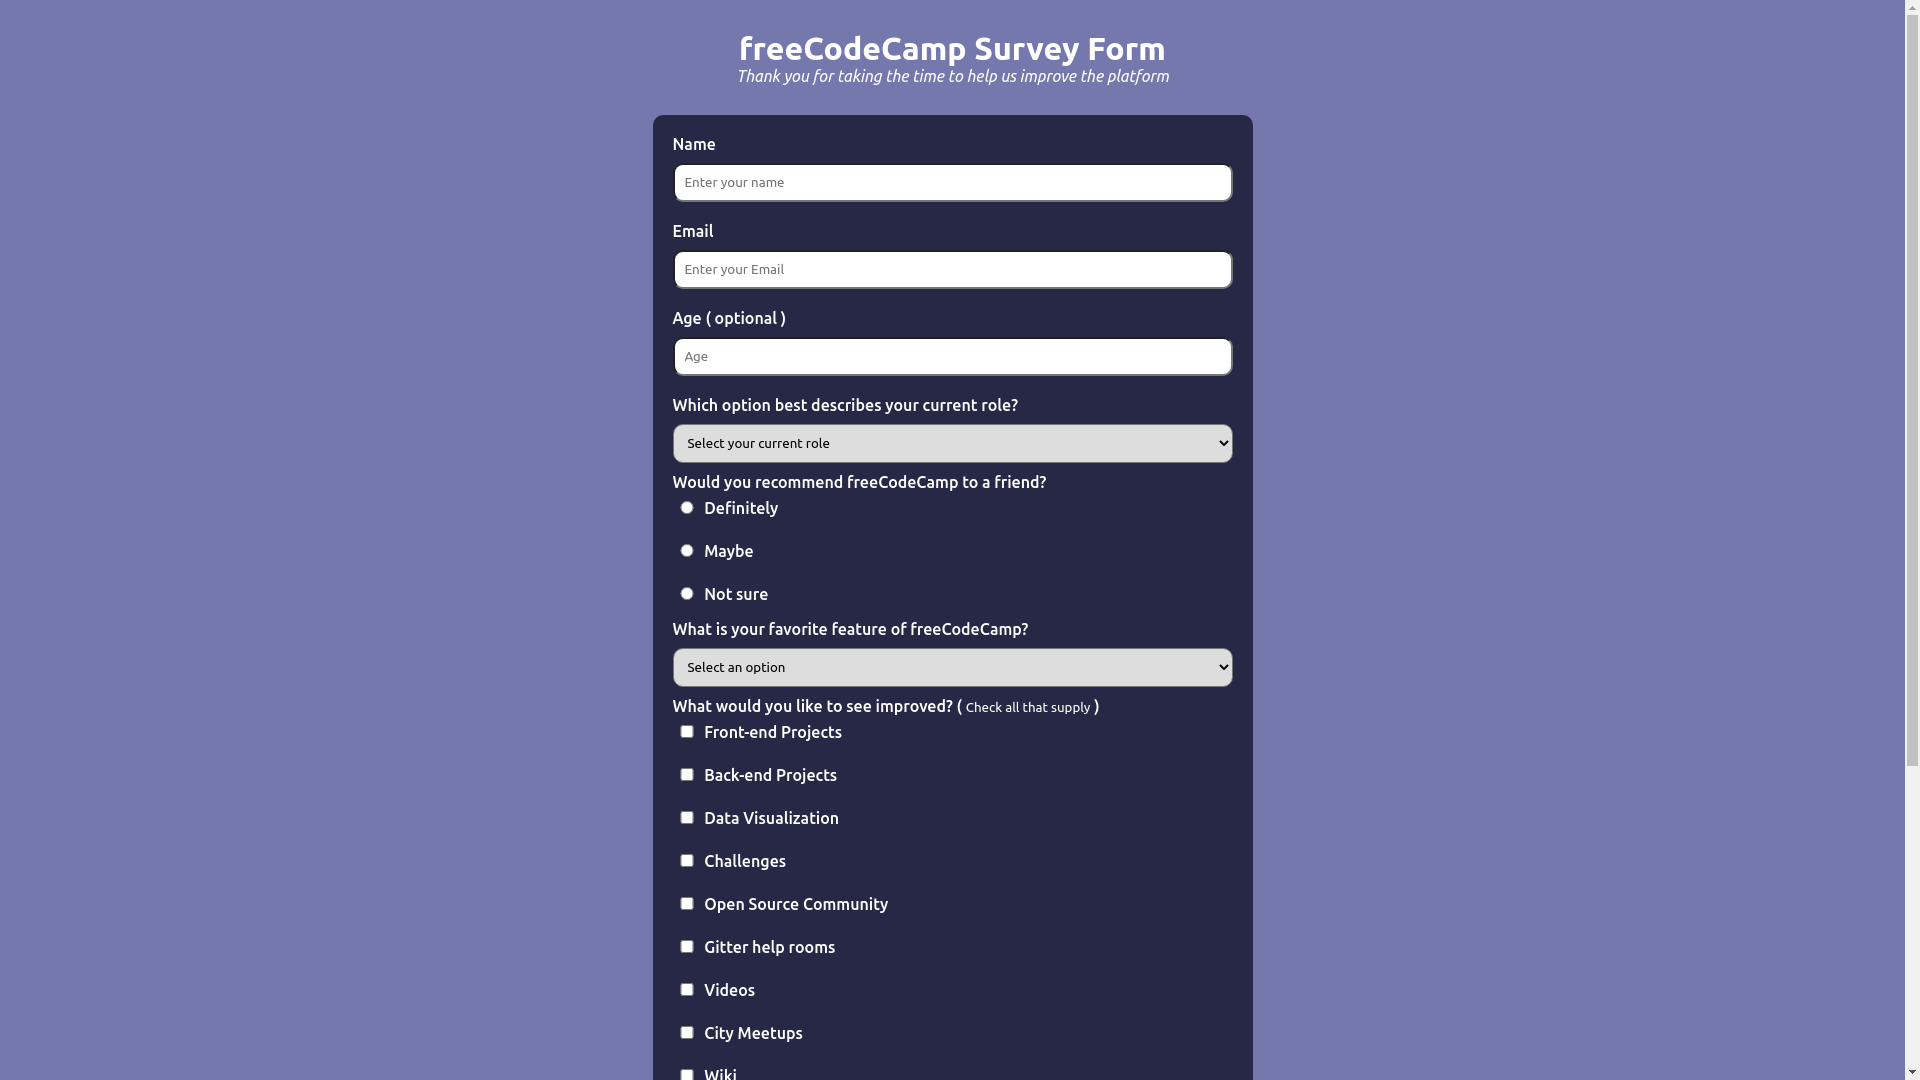 freeCodeCamp Survey Form
Thank you for taking the time to help us improve the platform
Name
Enter your name
Email
Enter your Email
Age ( optional )
Age
Which option best describes your current role?
Select your current role
Would you recommend freeCodeCamp to a friend?
Definitely
Maybe
Not sure
What is your favorite feature of freeCodeCamp?
Select an option
What would you like to see improved? ( Check all that supply )
Front-end Projects
Back-end Projects
Data Visualization
Challenges
Open Source Community
Gitter help rooms
Videos
City Meetups
Wiki